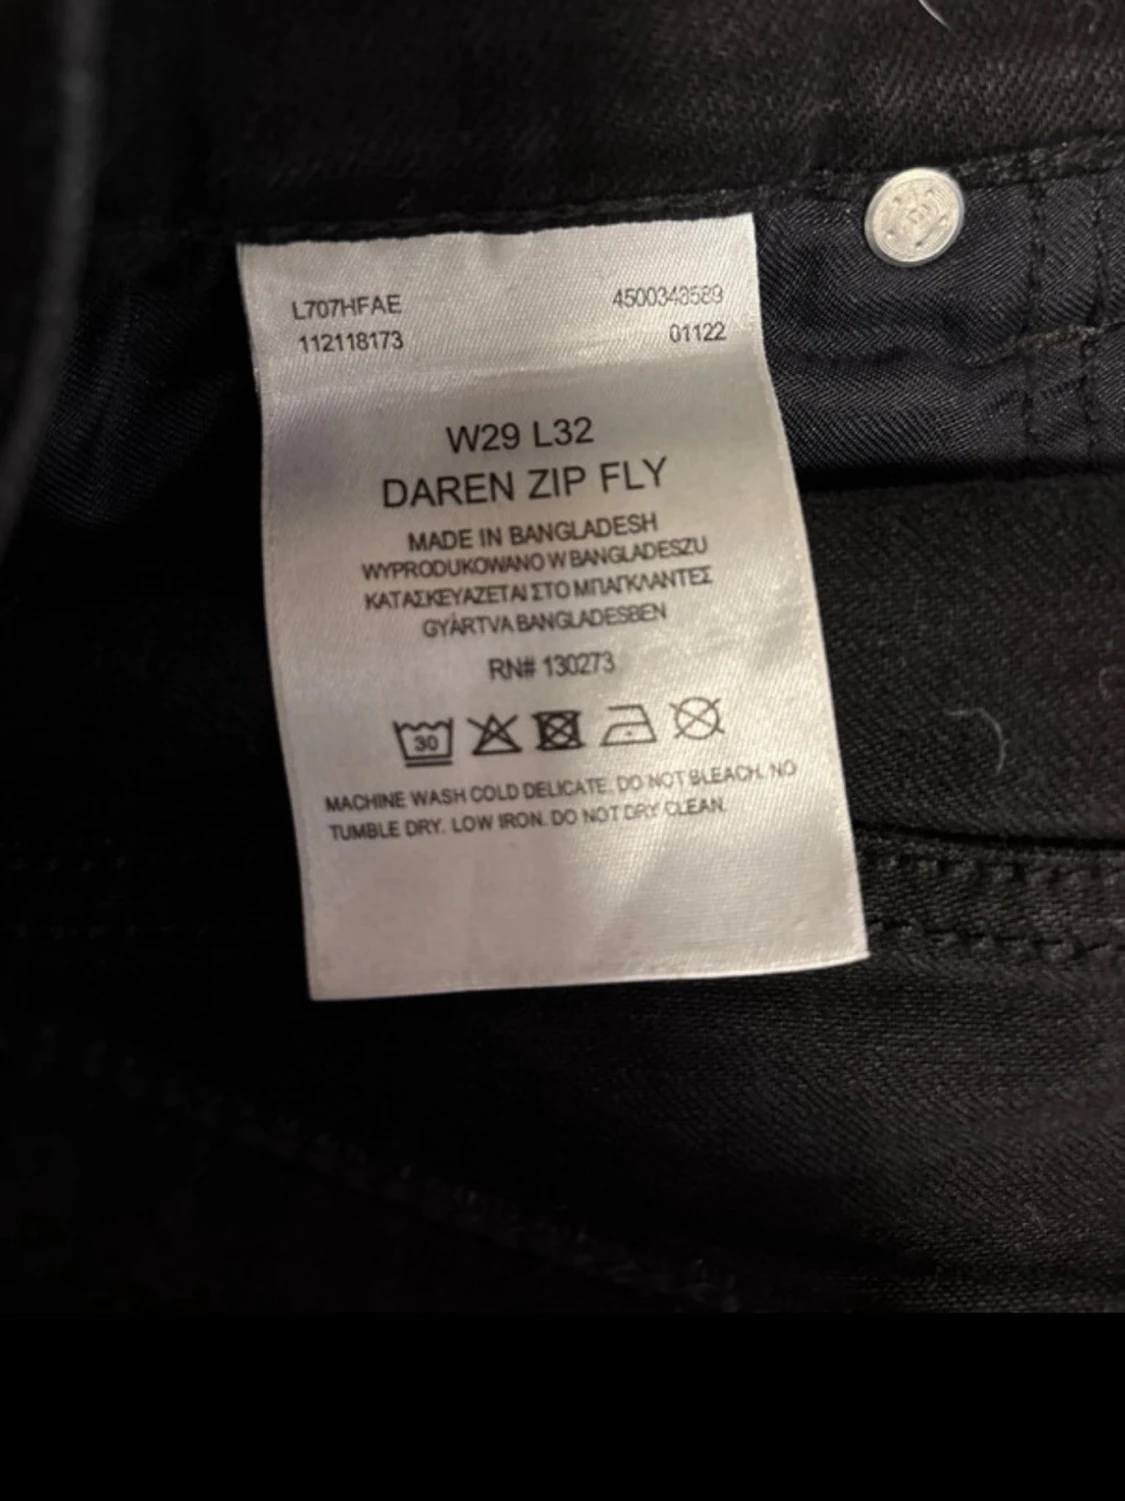 L707HFAE 4500348589
112118173 01122
W29 L32
DAREN ZIP FLY
MADE IN BANGLADESH
WYPRODUKOWANO W BANGLADESZU
ΚΑΤΑΣΚΕΥΑΖΕΤΑΙ ΣΤΟ ΜΠΑΓΚΛΑΝΤΕΣ
GYÁRTVA BANGLADESBEN
RN# 130273
30
MACHINE WASH COLD DELICATE. DO NOT BLEACH. NO
TUMBLE DRY. LOW IRON. DO NOT DRY CLEAN.